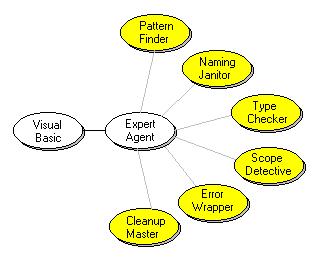 Pattern
Finder
Naming
Janitor
Type
Checker
Visual
Basic
Expert
Agent
Scope
Detective
Error
Wrapper
Cleanup
Master